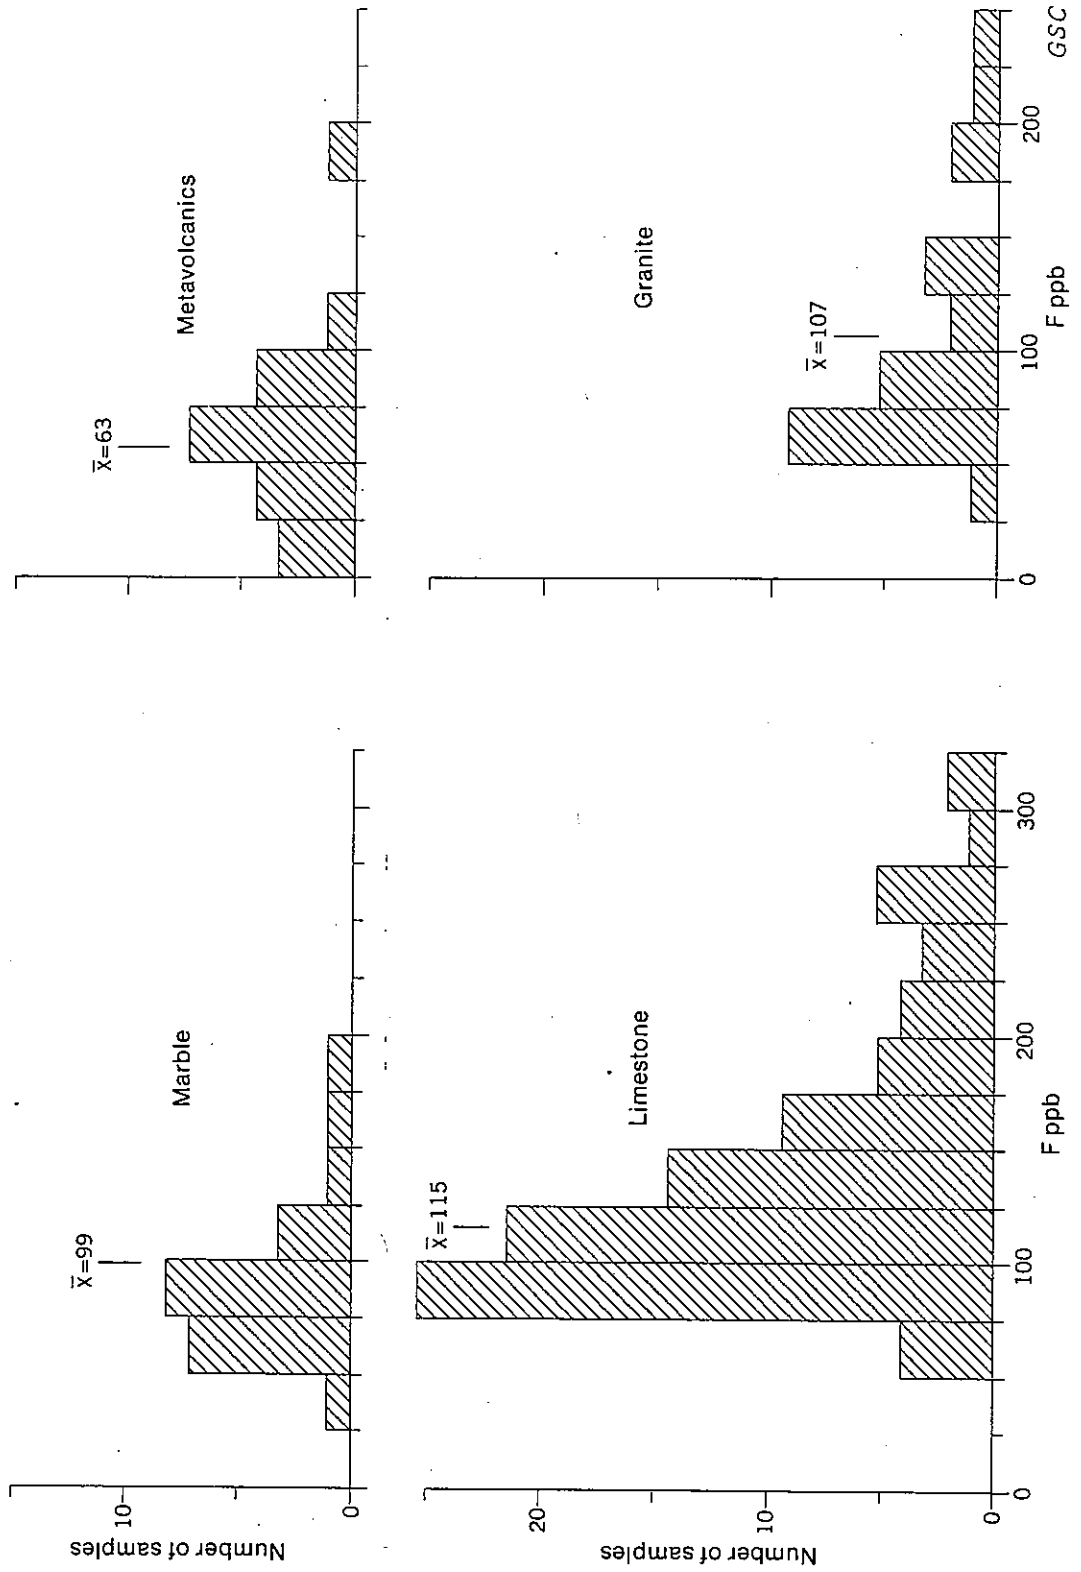 Number of samples
10
0
Marble
x̄=99
Metavolcanics
x̄=63
Number of samples
20
10
0
Limestone
x̄=115
0
100
200
300
F ppb
Granite
x̄=107
0
100
200
F ppb
GSC